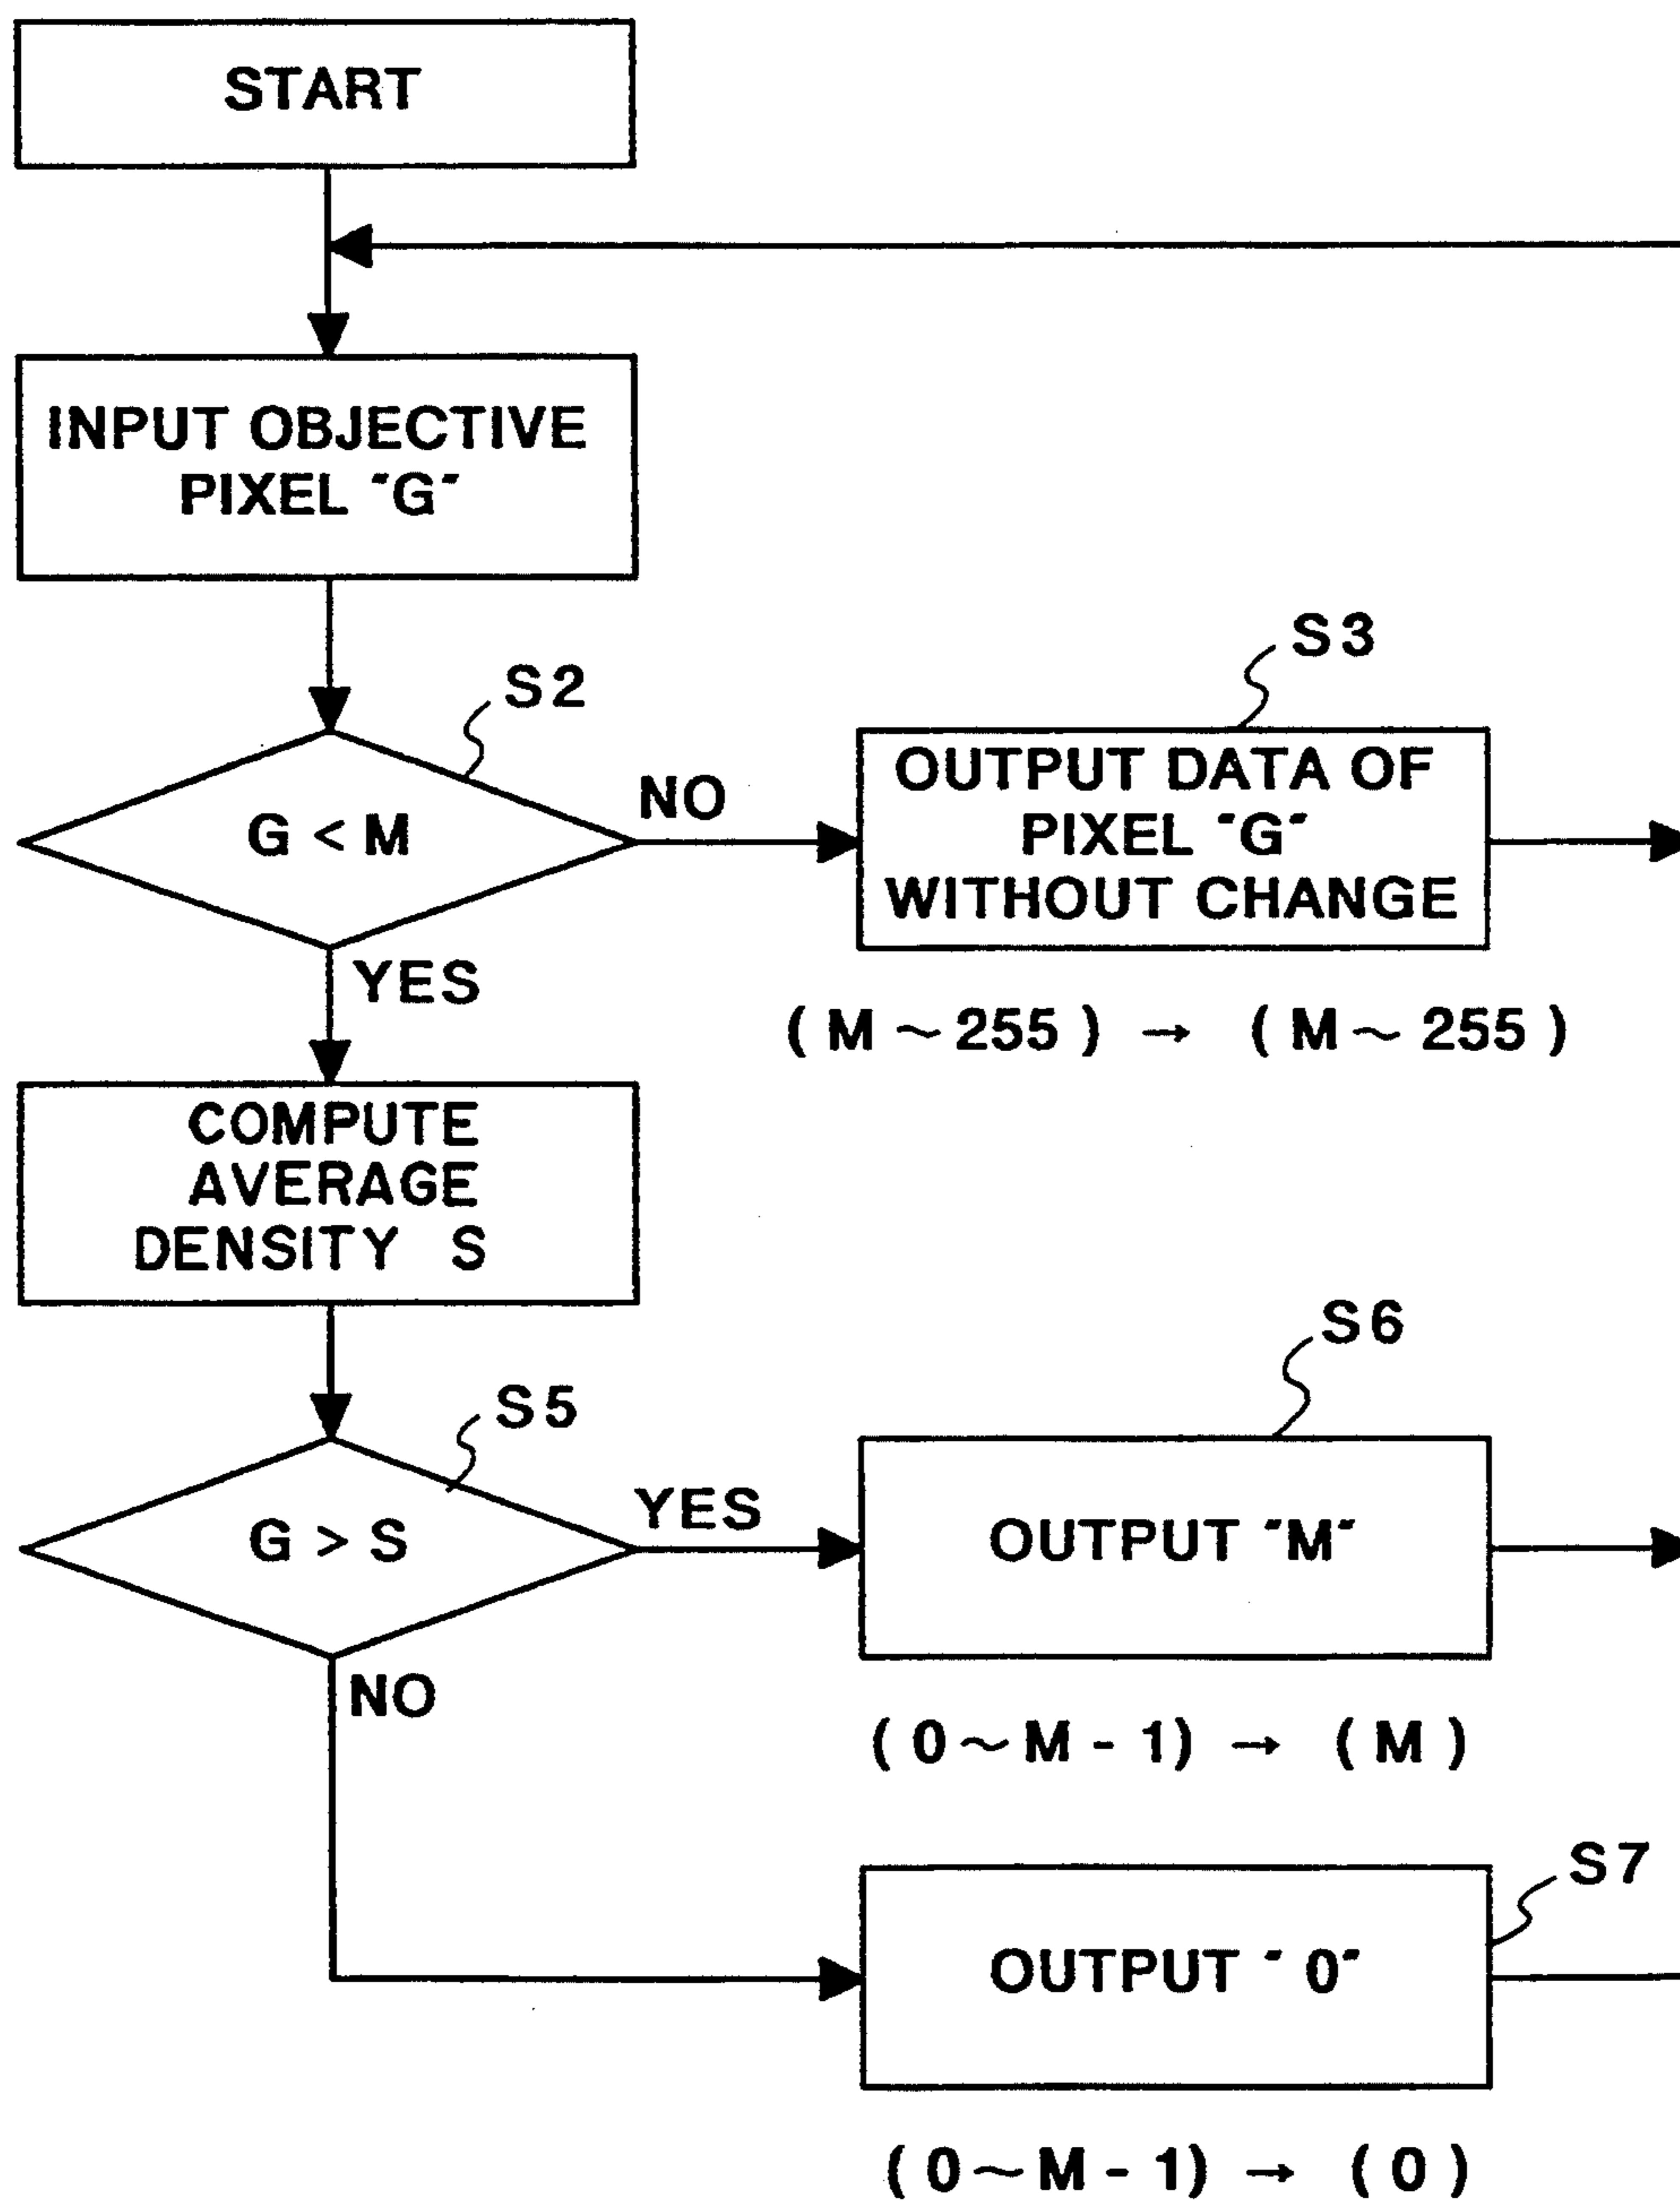 START
INPUT OBJECTIVE
PIXEL "G"
S2
G < M
NO
YES
S3
OUTPUT DATA OF
PIXEL "G"
WITHOUT CHANGE
( M ~ 255 ) → ( M ~ 255 )
COMPUTE
AVERAGE
DENSITY S
S5
G > S
YES
NO
S6
OUTPUT "M"
( 0 ~ M - 1 ) → ( M )
S7
OUTPUT " 0"
( 0 ~ M - 1 ) → ( 0 )